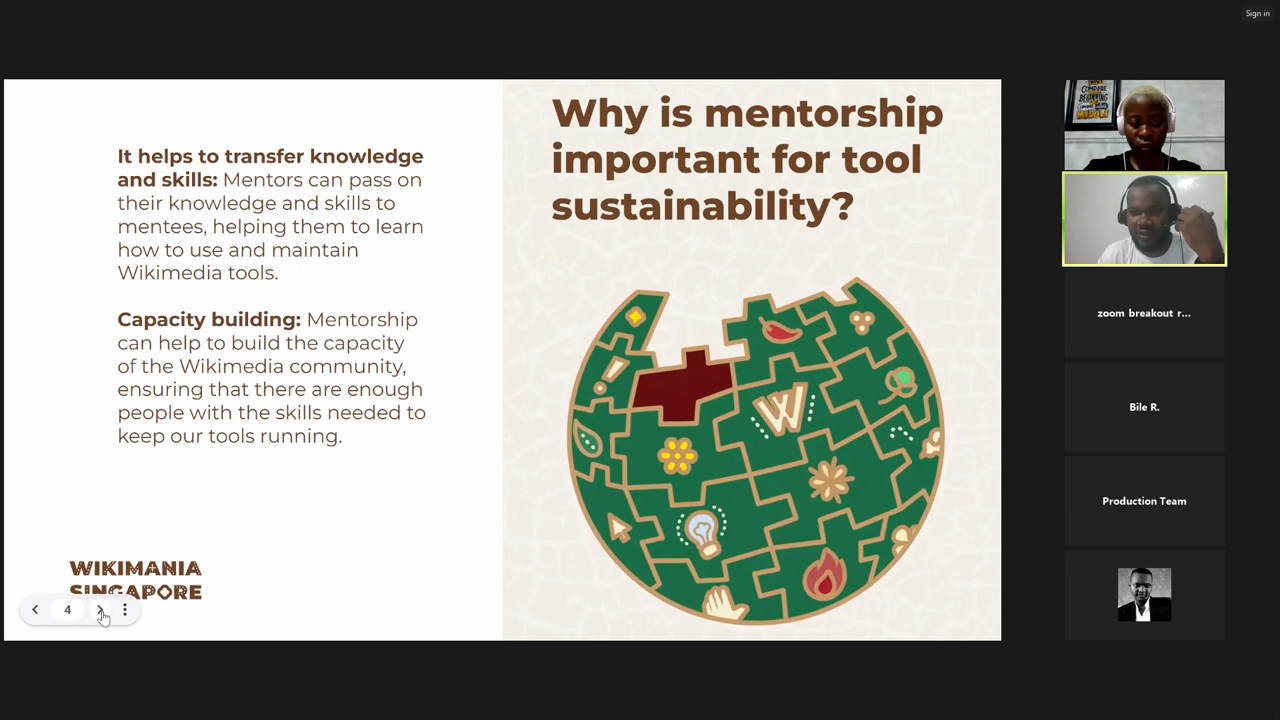 Sign in
It helps to transfer knowledge
and skills: Mentors can pass on
their knowledge and skills to
mentees, helping them to learn
how to use and maintain
Wikimedia tools.
Capacity building: Mentorship
can help to build the capacity
of the Wikimedia community,
ensuring that there are enough
people with the skills needed to
keep our tools running.
WIKIMANIA
SINGAPORE
4
Why is mentorship
important for tool
sustainability?
W
COMPARE
BEGINNING
MIDDLE
zoom breakout r...
Bile R.
Production Team